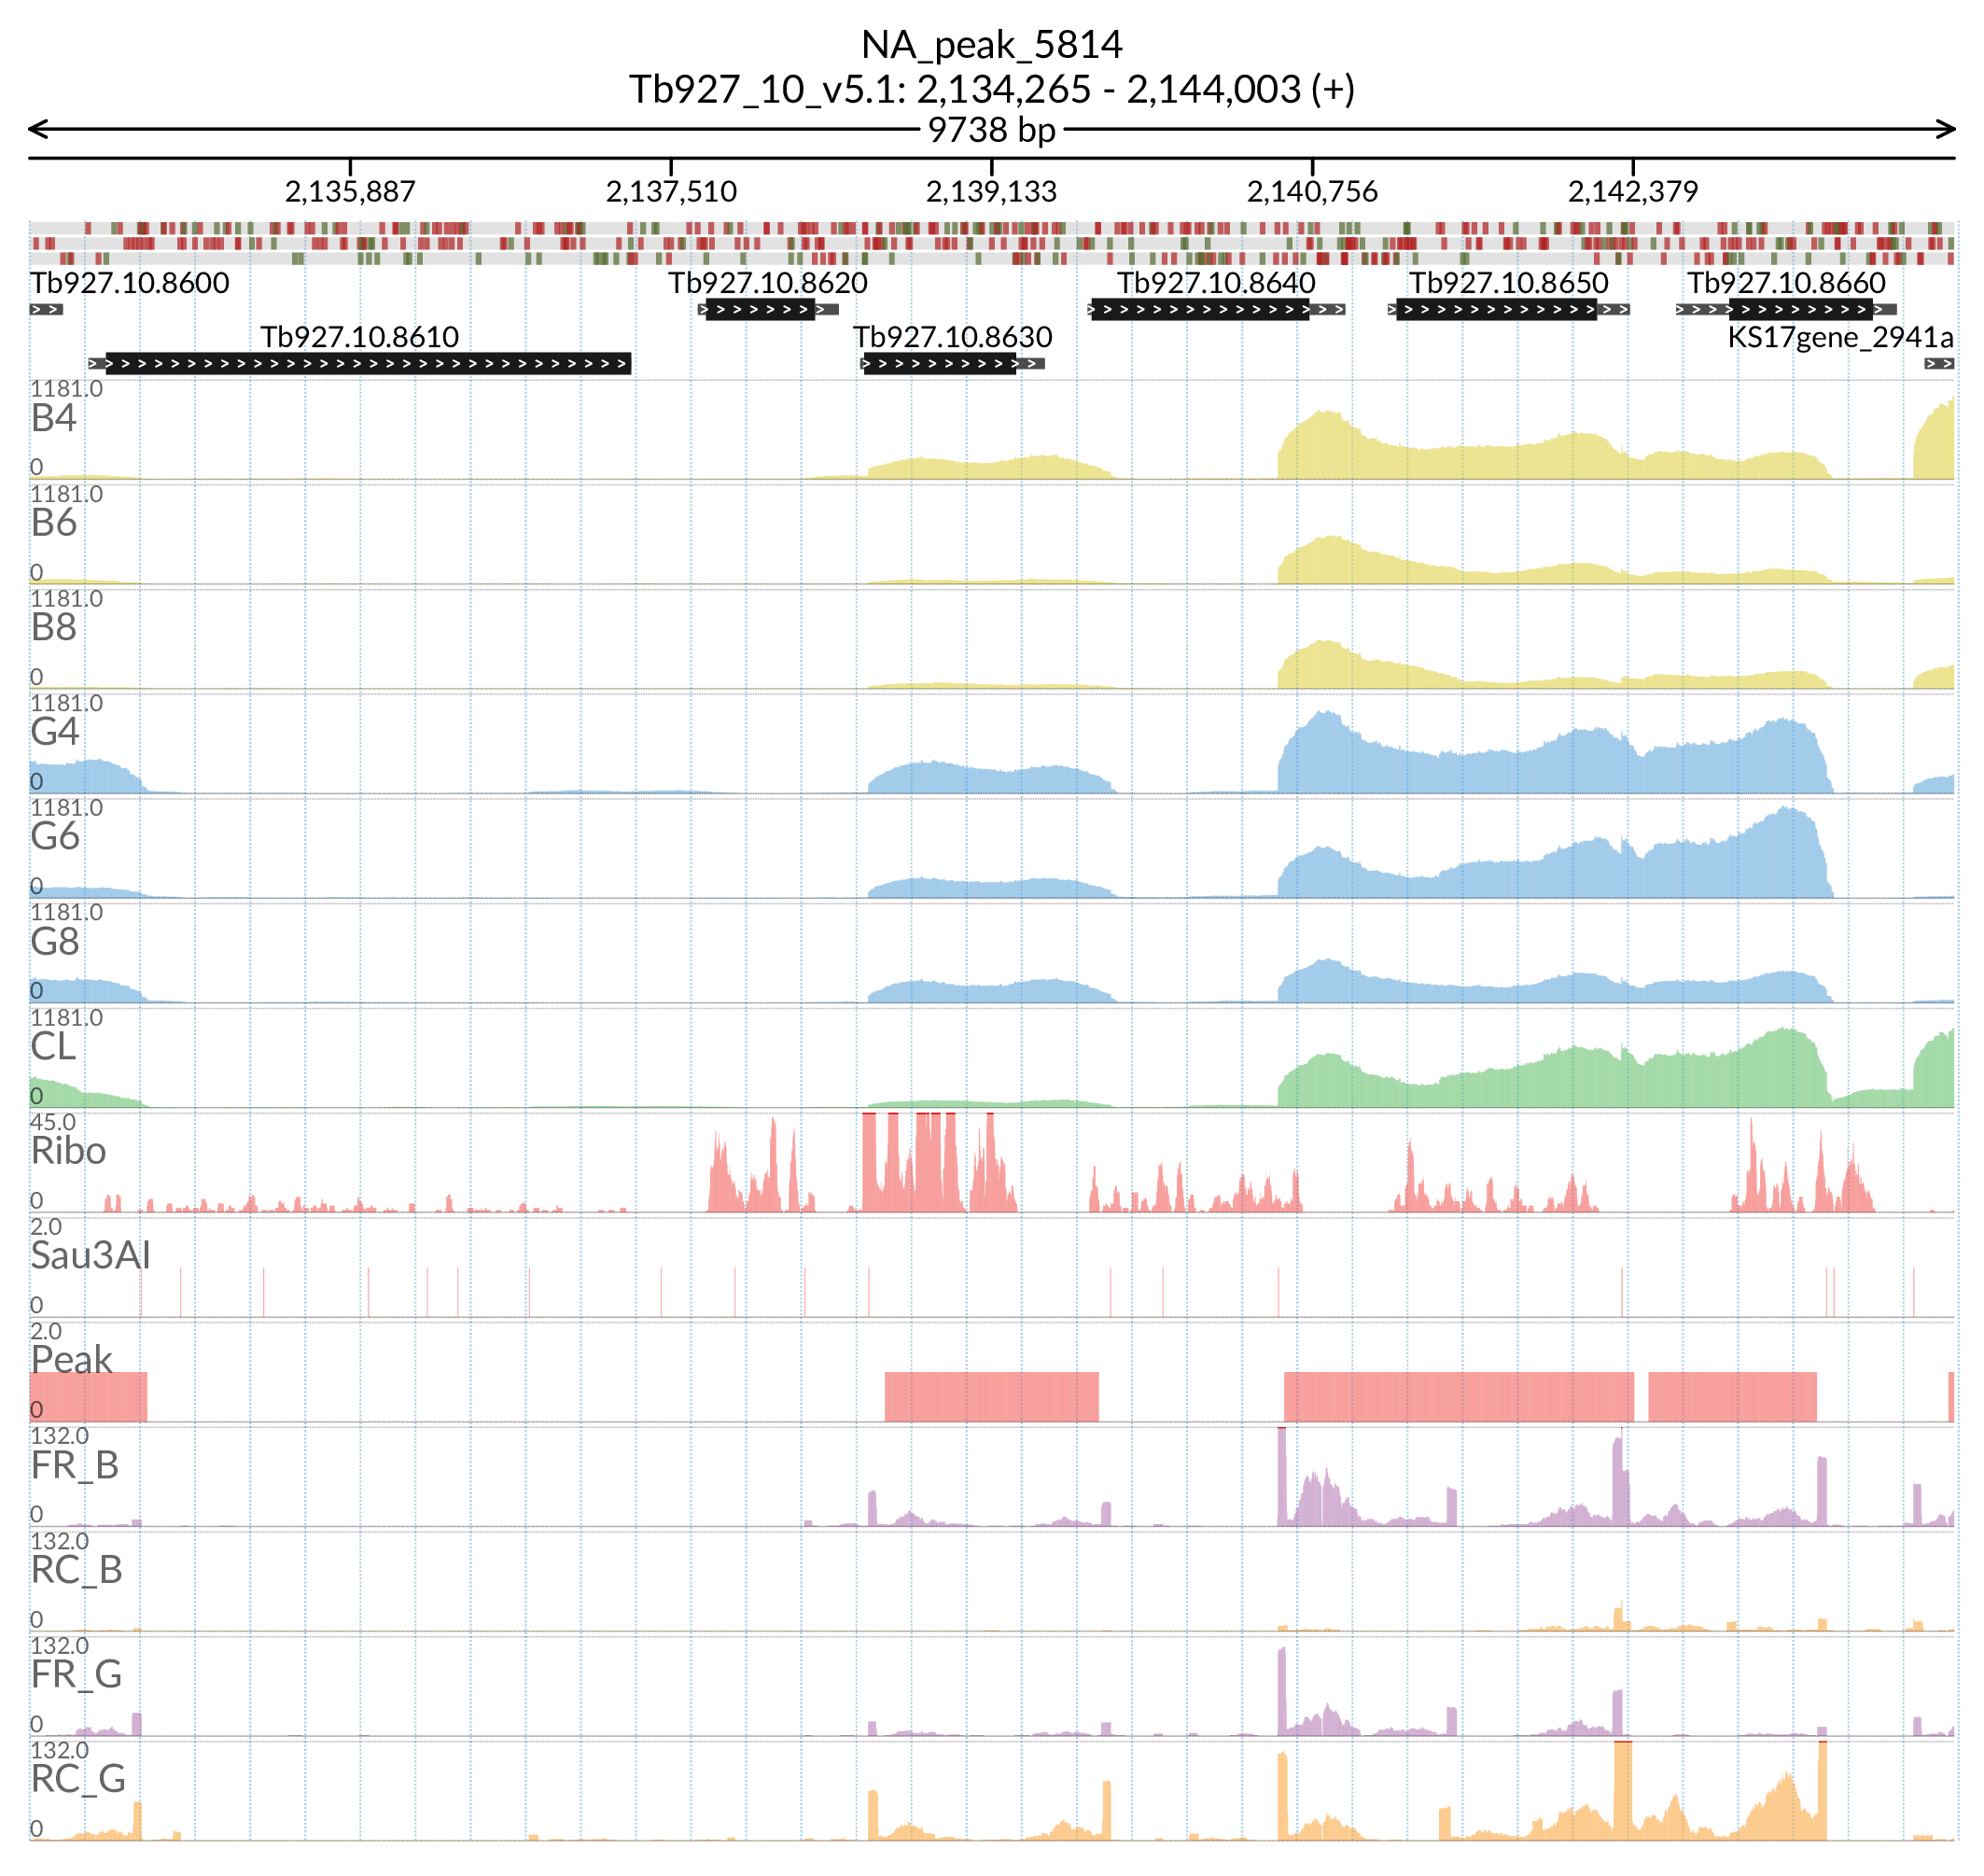 NA_peak_5814
Tb927_10_v5.1: 2,134,265 - 2,144,003 (+)
9738 bp
2,135,887 2,137,510 2,139,133 2,140,756 2,142,379
Tb927.10.8600 Tb927.10.8620 Tb927.10.8640 Tb927.10.8650 Tb927.10.8660
Tb927.10.8610 Tb927.10.8630 KS17gene_2941a
1181.0
B4
0
1181.0
B6
0
1181.0
B8
0
1181.0
G4
0
1181.0
G6
0
1181.0
G8
0
1181.0
CL
0
45.0
Ribo
0
2.0
Sau3AI
0
2.0
Peak
0
132.0
FR_B
0
132.0
RC_B
0
132.0
FR_G
0
132.0
RC_G
0